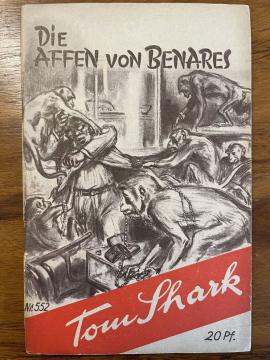 DIE
AFFEN VON BENARES
Nr. 552
Tom Shark
20 Pf.